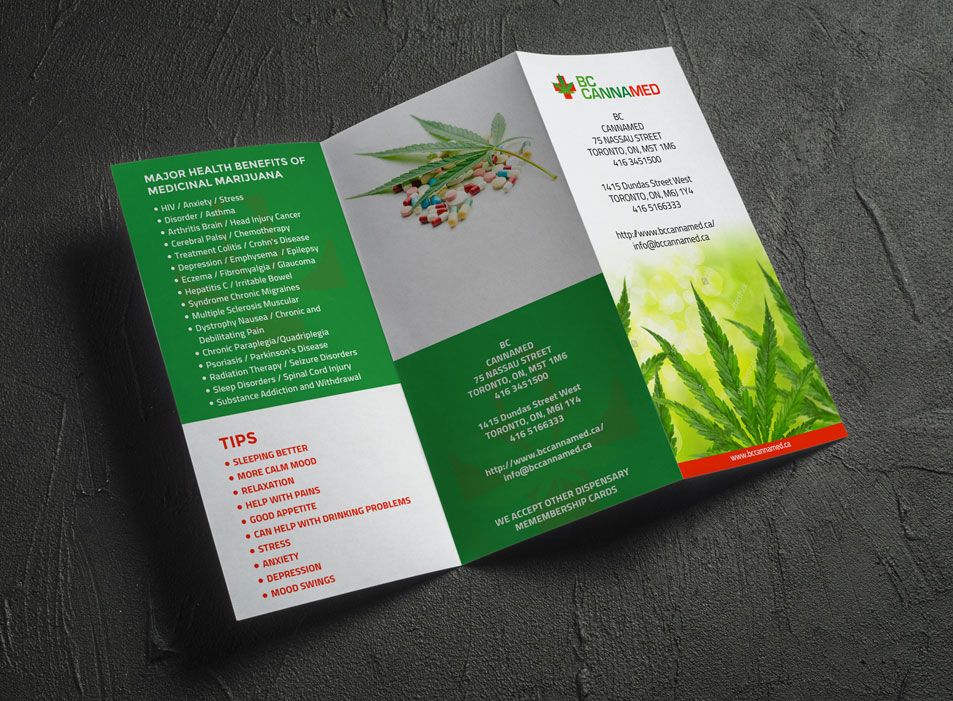 MAJOR HEALTH BENEFITS OF
MEDICINAL MARIJUANA
• HIV / Anxiety / Stress
• Disorder / Asthma
• Arthritis Brain / Head Injury Cancer
• Cerebral Palsy / Chemotherapy
• Treatment Colitis / Crohn's Disease
• Depression / Emphysema / Epilepsy
• Eczema / Fibromyalgia / Glaucoma
• Hepatitis C / Irritable Bowel
• Syndrome Chronic Migraines
• Multiple Sclerosis Muscular
• Dystrophy Nausea / Chronic and
Debilitating Pain
• Chronic Paraplegia/Quadriplegia
• Psoriasis / Parkinson's Disease
• Radiation Therapy / Seizure Disorders
• Sleep Disorders / Spinal Cord Injury
• Substance Addiction and Withdrawal
TIPS
• SLEEPING BETTER
• MORE CALM MOOD
• RELAXATION
• HELP WITH PAINS
• GOOD APPETITE
• CAN HELP WITH DRINKING PROBLEMS
• STRESS
• ANXIETY
• DEPRESSION
• MOOD SWINGS
BC
CANNAMED
75 NASSAU STREET
TORONTO, ON, M5T 1M6
416 3451500
1415 Dundas Street West
TORONTO, ON, M6J 1Y4
416 5166333
http://www.bccannamed.ca/
info@bccannamed.ca
WE ACCEPT OTHER DISPENSARY
MEMEMBERSHIP CARDS
BC
CANNAMED
BC
CANNAMED
75 NASSAU STREET
TORONTO, ON, M5T 1M6
416 3451500
1415 Dundas Street West
TORONTO, ON, M6J 1Y4
416 5166333
http://www.bccannamed.ca/
info@bccannamed.ca
www.bccannamed.ca